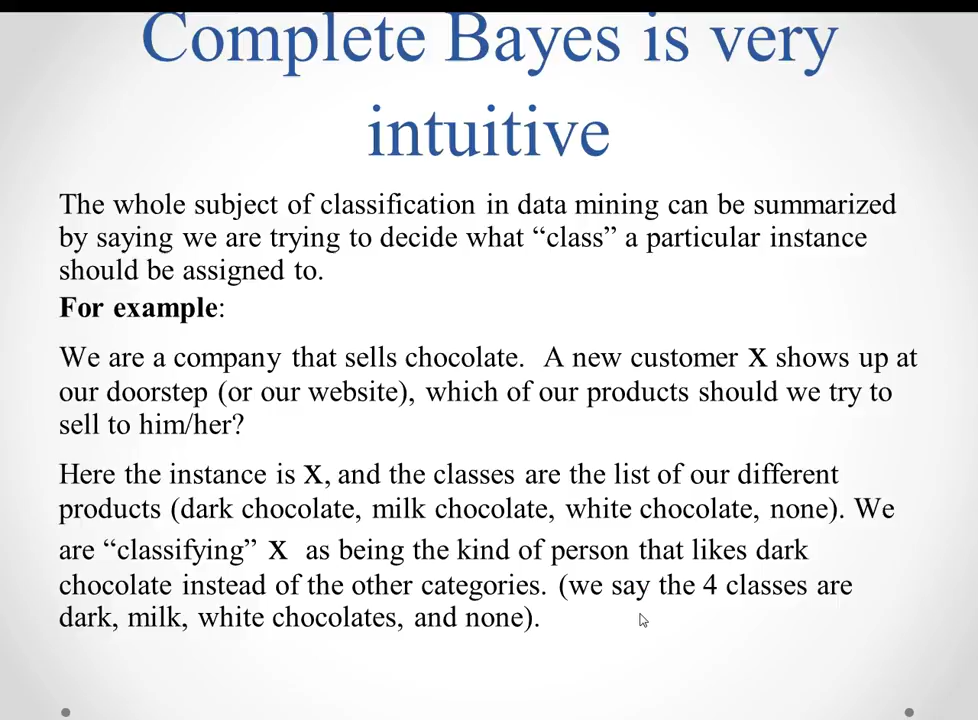 Complete Bayes is very
intuitive
The whole subject of classification in data mining can be summarized
by saying we are trying to decide what “class” a particular instance
should be assigned to.
For example:
We are a company that sells chocolate. A new customer X shows up at
our doorstep (or our website), which of our products should we try to
sell to him/her?
Here the instance is X, and the classes are the list of our different
products (dark chocolate, milk chocolate, white chocolate, none). We
are “classifying” X as being the kind of person that likes dark
chocolate instead of the other categories. (we say the 4 classes are
dark, milk, white chocolates, and none).